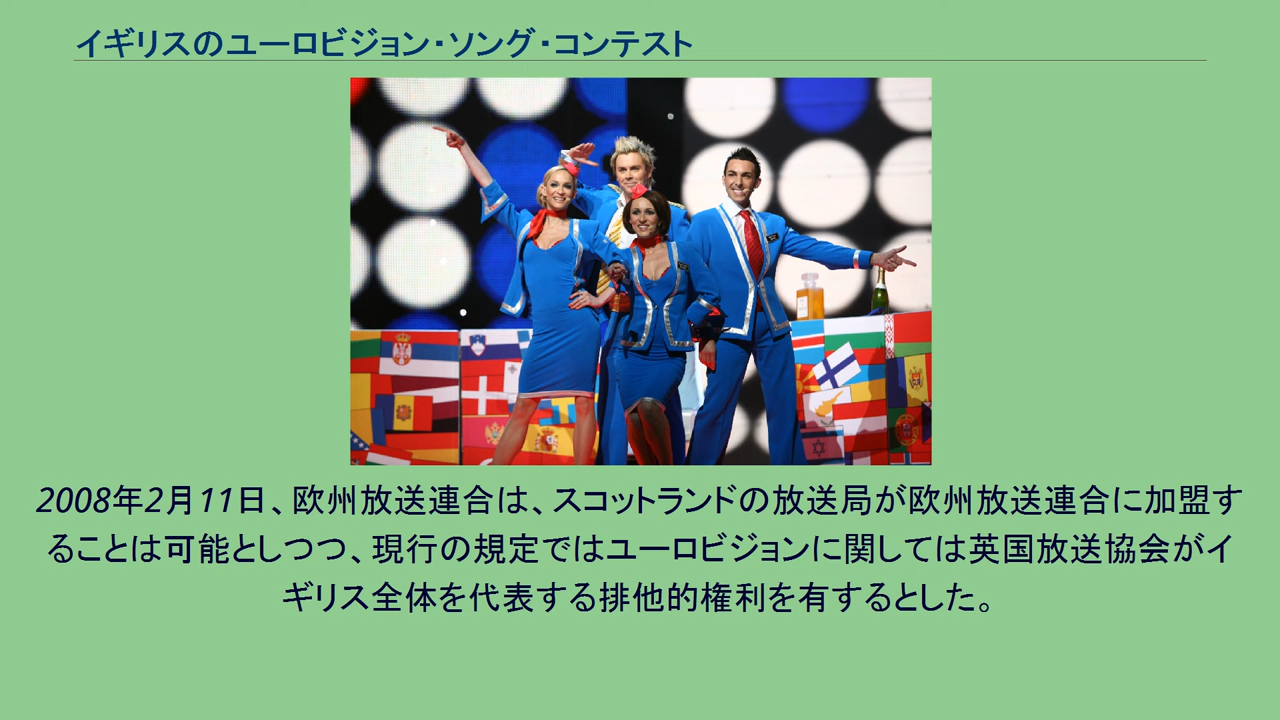 イギリスのユーロビジョン・ソング・コンテスト
2008年2月11日、欧州放送連合は、スコットランドの放送局が欧州放送連合に加盟す
ることは可能としつつ、現行の規定ではユーロビジョンに関しては英国放送協会がイ
ギリス全体を代表する排他的権利を有するとした。